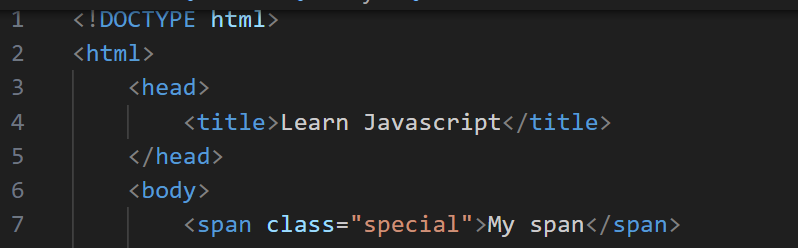 1 <!DOCTYPE html>
2 <html>
3 <head>
4 <title>Learn Javascript</title>
5 </head>
6 <body>
7 <span class="special">My span</span>